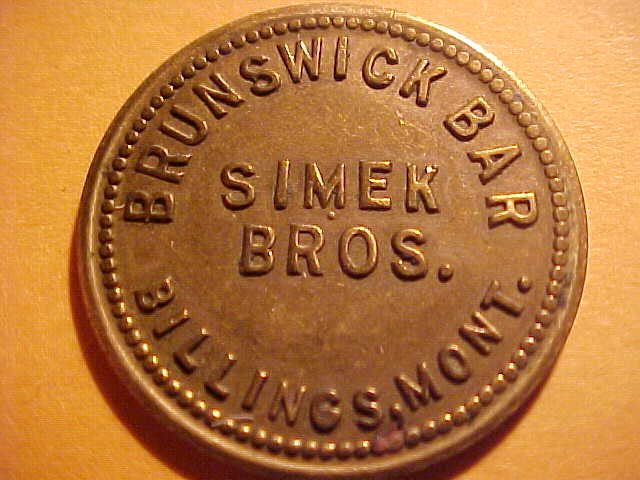 BRUNSWICK BAR
SIMEK
BROS.
BILLINGS, MONT.